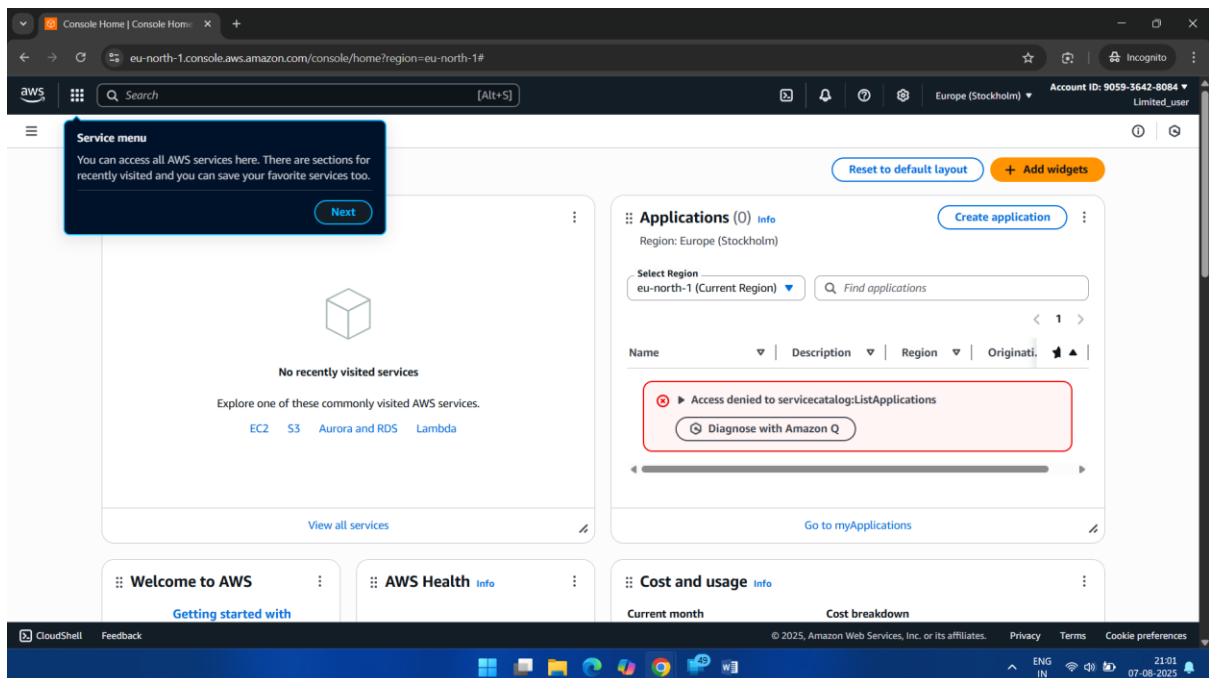 Console Home | Console Home
eu-north-1.console.aws.amazon.com/console/home?region=eu-north-1#
Incognito
aws
Search
[Alt+S]
Europe (Stockholm)
Account ID: 9059-3642-8084
Limited_user
Service menu
You can access all AWS services here. There are sections for
recently visited and you can save your favorite services too.
Next
Reset to default layout
+ Add widgets
No recently visited services
Explore one of these commonly visited AWS services.
EC2 S3 Aurora and RDS Lambda
View all services
Applications (0) Info
Create application
Region: Europe (Stockholm)
Select Region
eu-north-1 (Current Region)
Find applications
1
Name Description Region Originati.
Access denied to servicecatalog:ListApplications
Diagnose with Amazon Q
Go to myApplications
Welcome to AWS
Getting started with
AWS Health Info
Cost and usage Info
Current month Cost breakdown
CloudShell Feedback
© 2025, Amazon Web Services, Inc. or its affiliates. Privacy Terms Cookie preferences
49
ENG
IN
21:01
07-08-2025